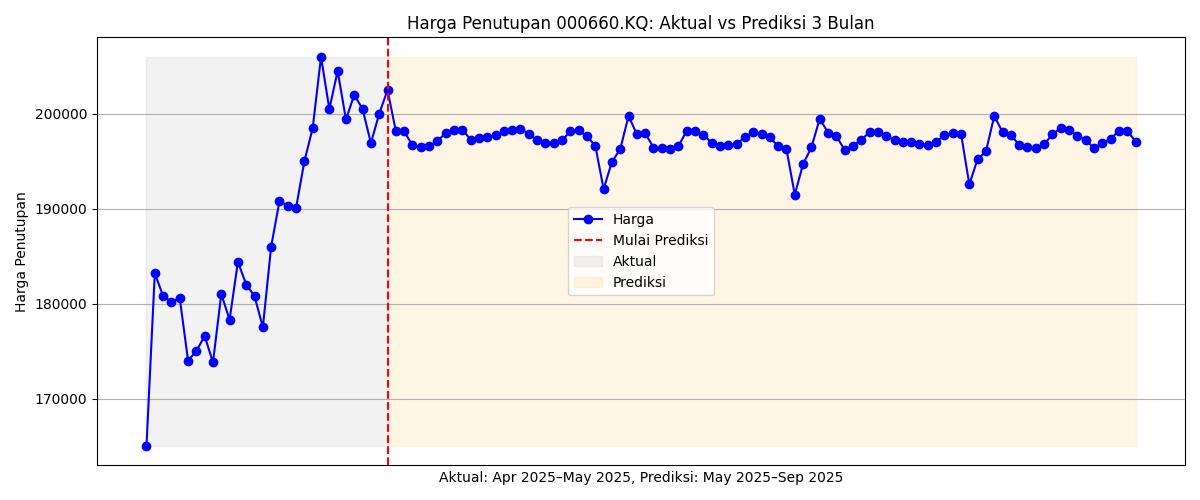 Harga Penutupan 000660.KQ: Aktual vs Prediksi 3 Bulan
Harga Penutupan
200000
190000
180000
170000
Harga
Mulai Prediksi
Aktual
Prediksi
Aktual: Apr 2025–May 2025, Prediksi: May 2025–Sep 2025